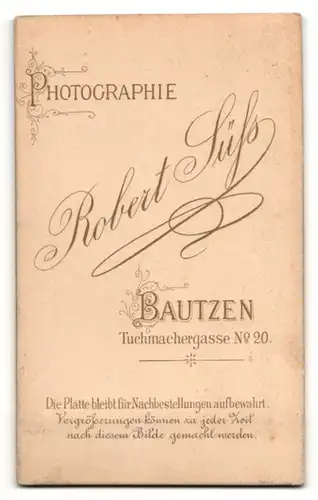 PHOTOGRAPHIE
Robert Süß
BAUTZEN
Tuchmachergasse № 20.
Die Platte bleibt für Nachbestellungen aufbewahrt.
Vergrößerungen können zu jeder Zeit
nach diesem Bilde gemacht werden.